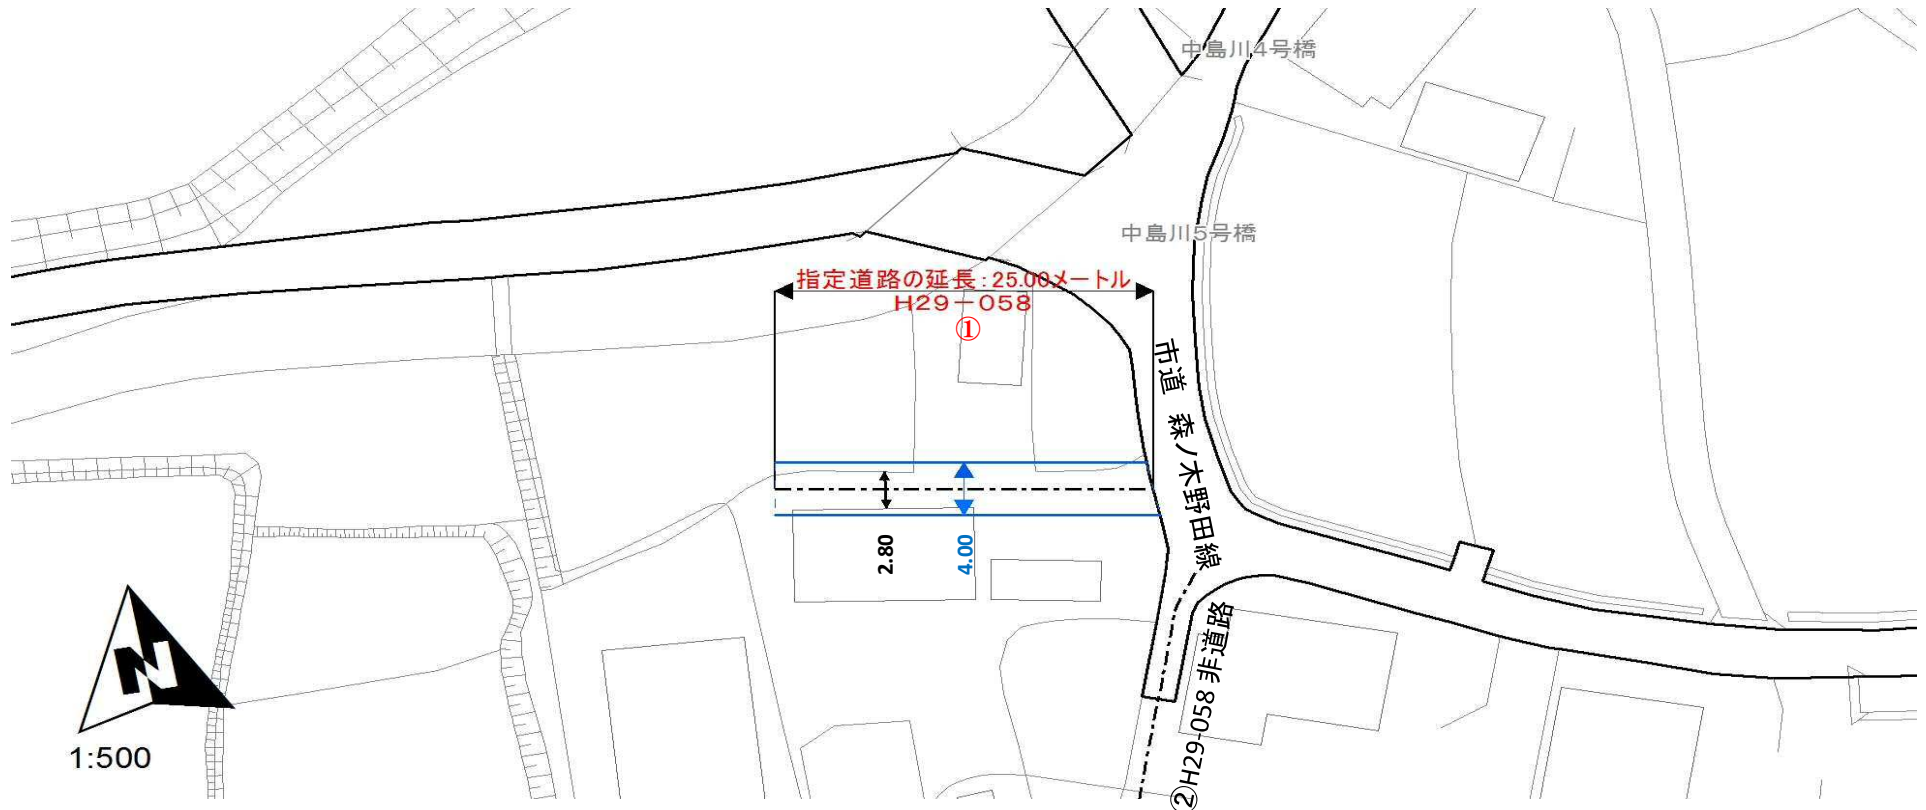 中島川4号橋
中島川5号橋
指定道路の延長:25.00メートル
H29-058
①
市道 森ノ木野田線
2.80
4.00
②H29-058 非道路
N
1:500